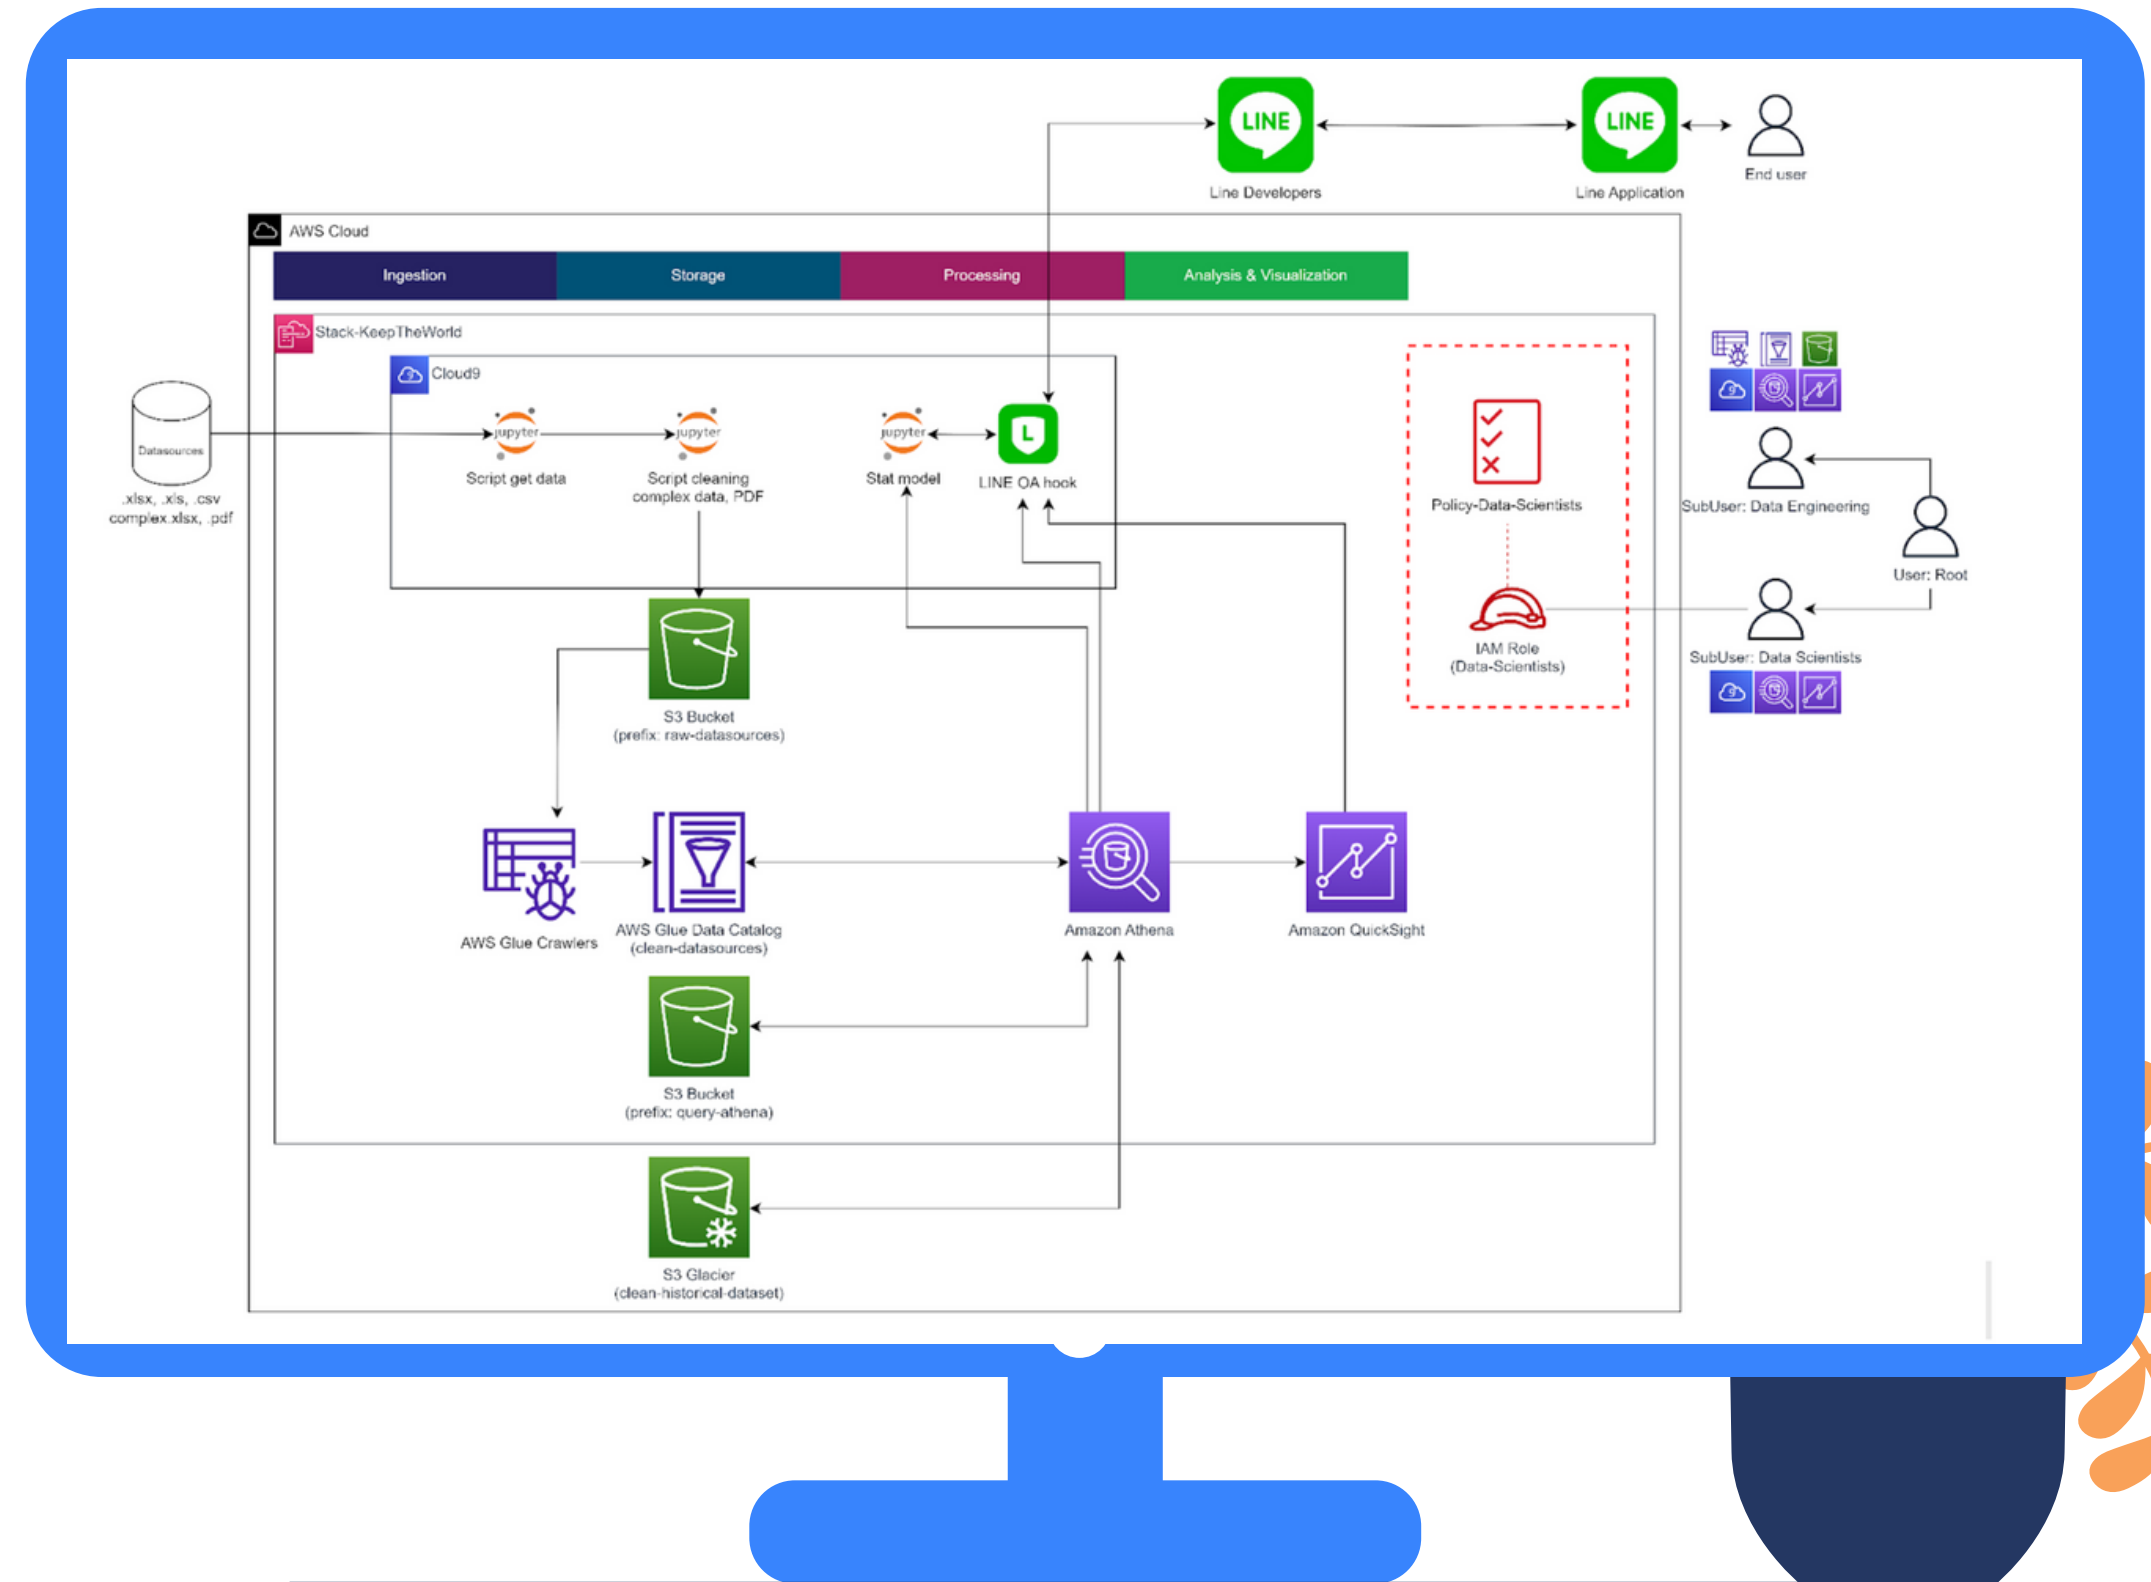 LINE
LINE
Line Developers
Line Application
End user
AWS Cloud
Ingestion
Storage
Processing
Analysis & Visualization
Stack-KeepTheWorld
Cloud9
Datasources
.xlsx, .xls, .csv
complex.xlsx, .pdf
jupyter
Script get data
jupyter
Script cleaning
complex data, PDF
jupyter
Stat model
L
LINE OA hook
Policy-Data-Scientists
IAM Role
(Data-Scientists)
9
SubUser: Data Engineering
User: Root
SubUser: Data Scientists
9
S3 Bucket
(prefix: raw-datasources)
AWS Glue Crawlers
AWS Glue Data Catalog
(clean-datasources)
Amazon Athena
Amazon QuickSight
S3 Bucket
(prefix: query-athena)
S3 Glacier
(clean-historical-dataset)